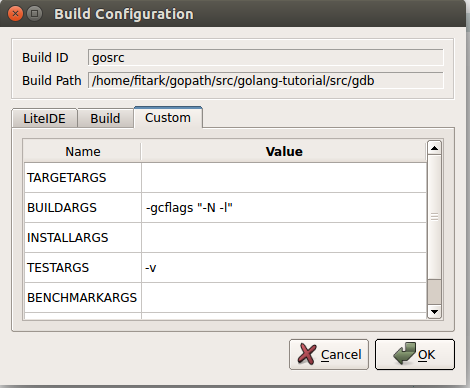 Build Configuration
Build ID gosrc
Build Path /home/fitark/gopath/src/golang-tutorial/src/gdb
LiteIDE Build Custom
Name Value
TARGETARGS
BUILDARGS -gcflags "-N -l"
INSTALLARGS
TESTARGS -v
BENCHMARKARGS
Cancel OK